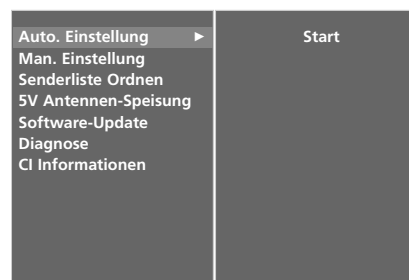 Auto. Einstellung ► Start
Man. Einstellung
Senderliste Ordnen
5V Antennen-Speisung
Software-Update
Diagnose
CI Informationen